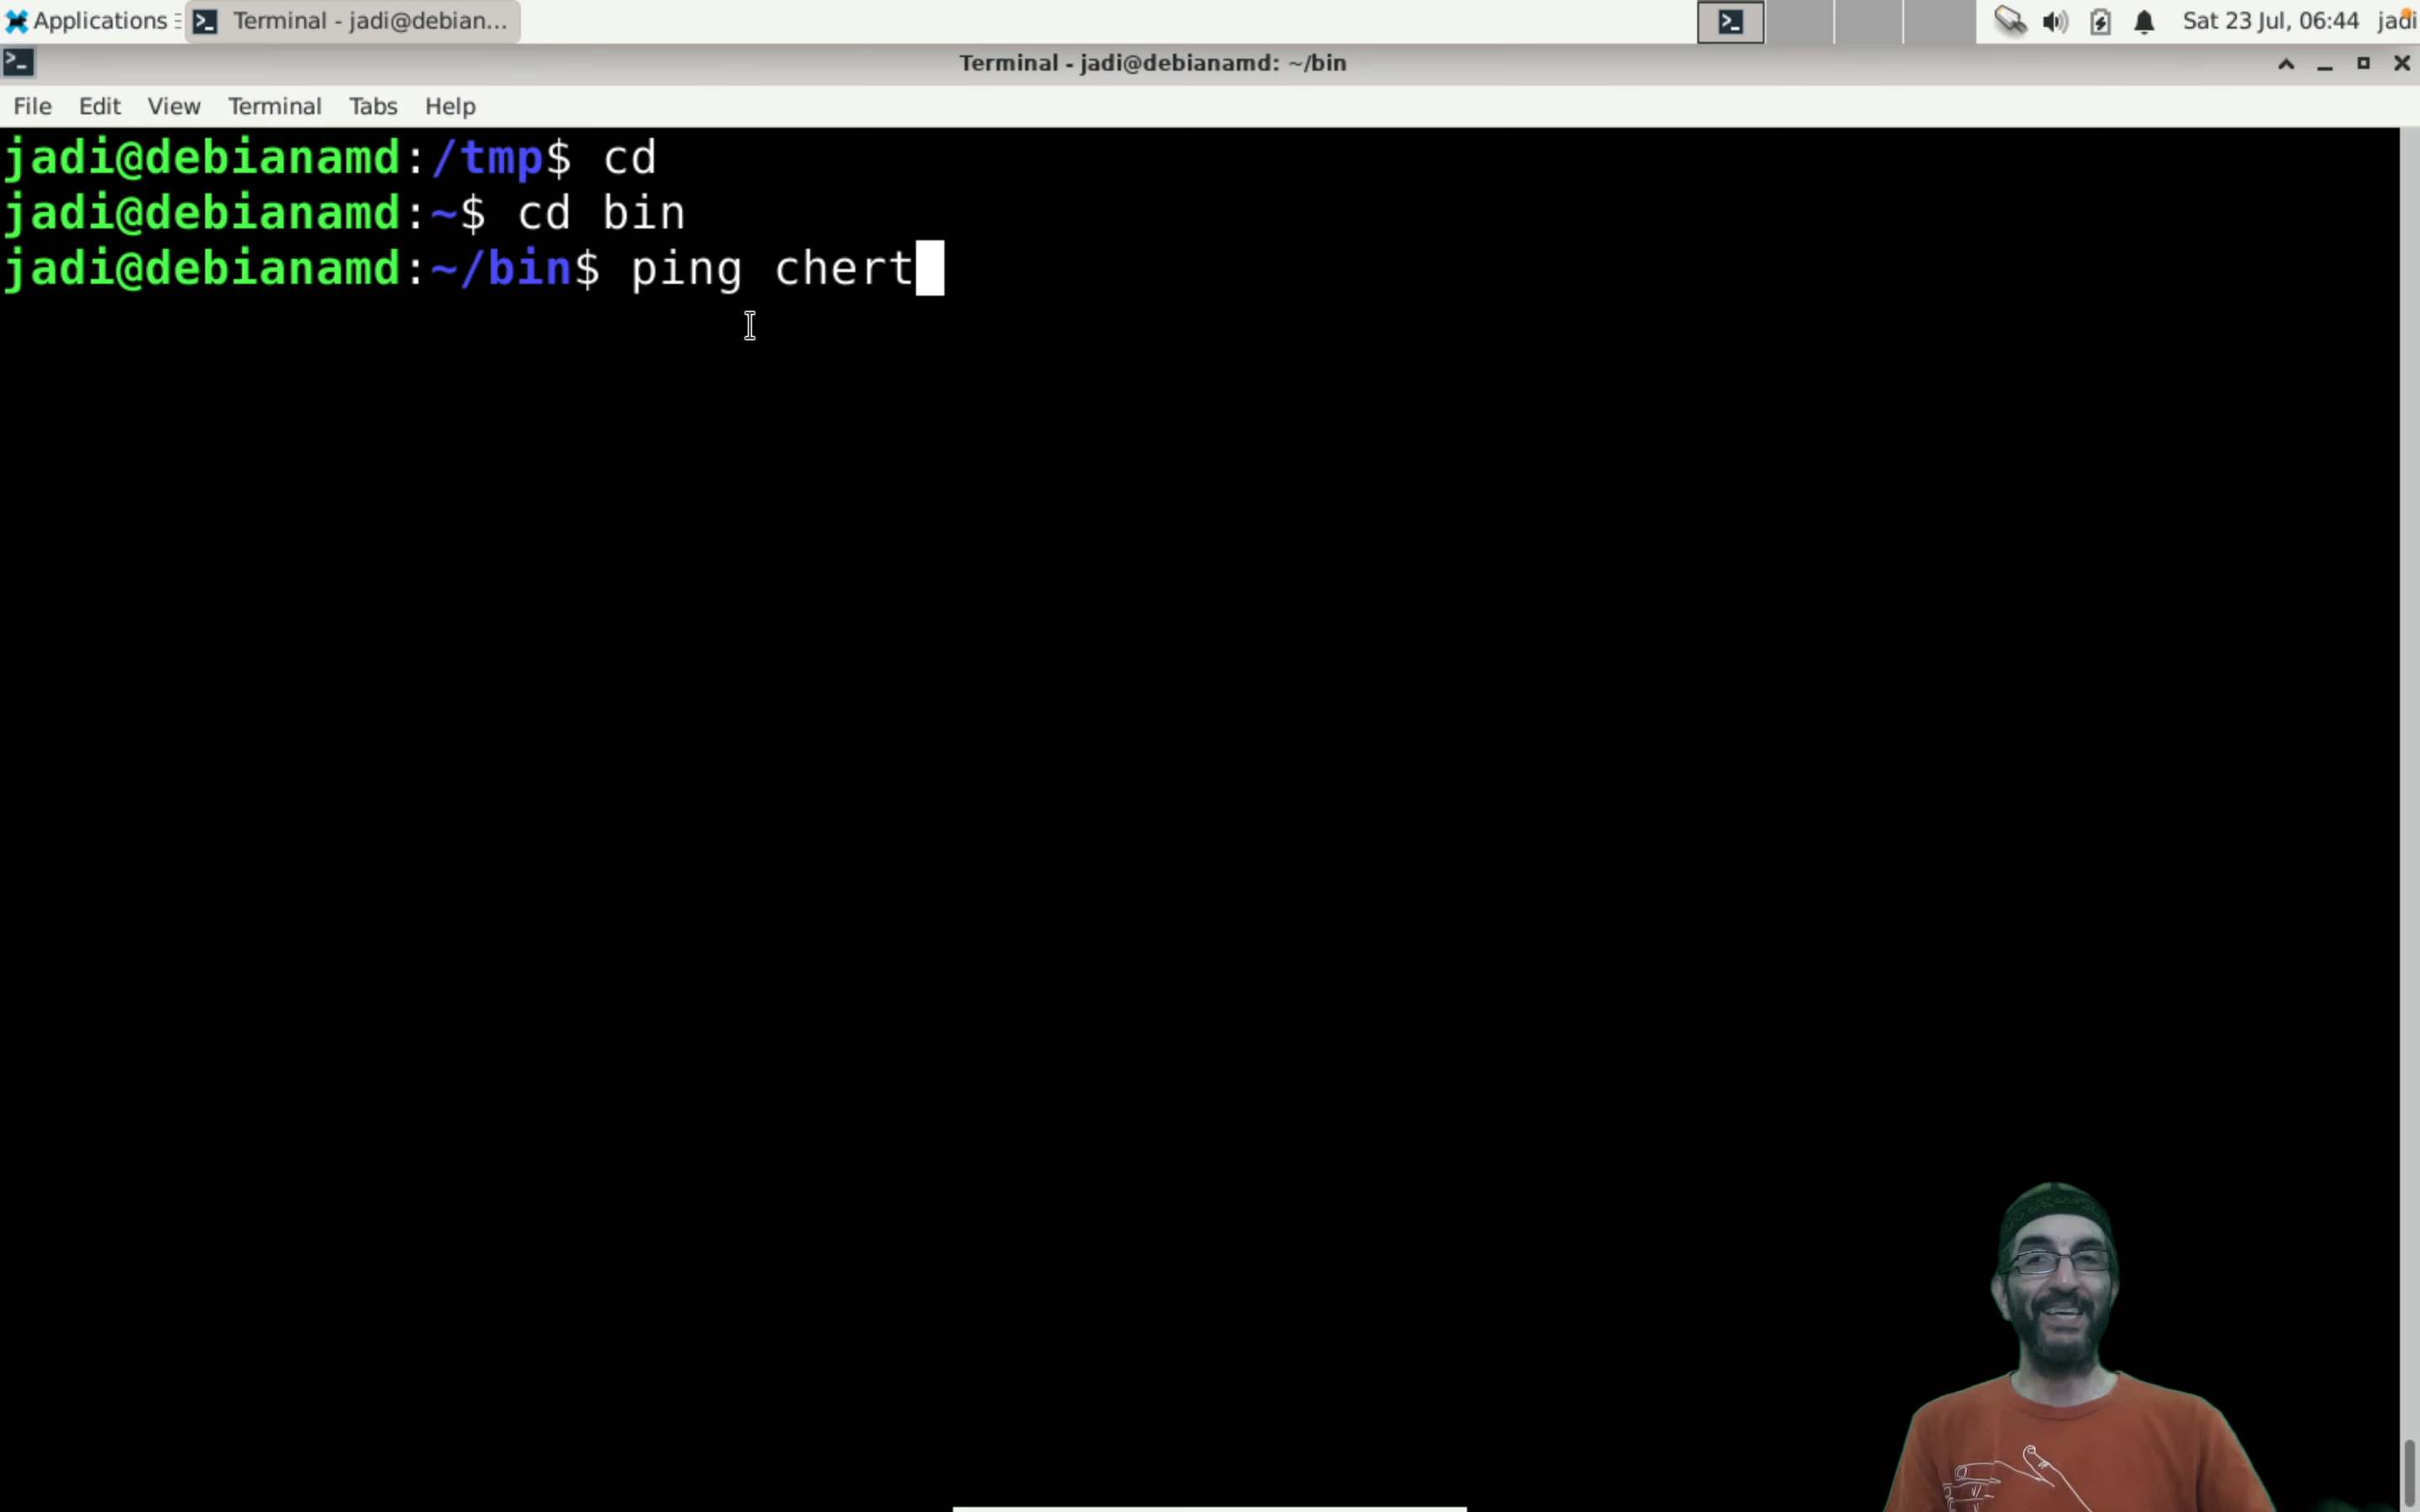 Applications
Terminal - jadi@debian...
Sat 23 Jul, 06:44
jadi
Terminal - jadi@debianamd: ~/bin
File Edit View Terminal Tabs Help
jadi@debianamd:/tmp$ cd
jadi@debianamd:~$ cd bin
jadi@debianamd:~/bin$ ping chert